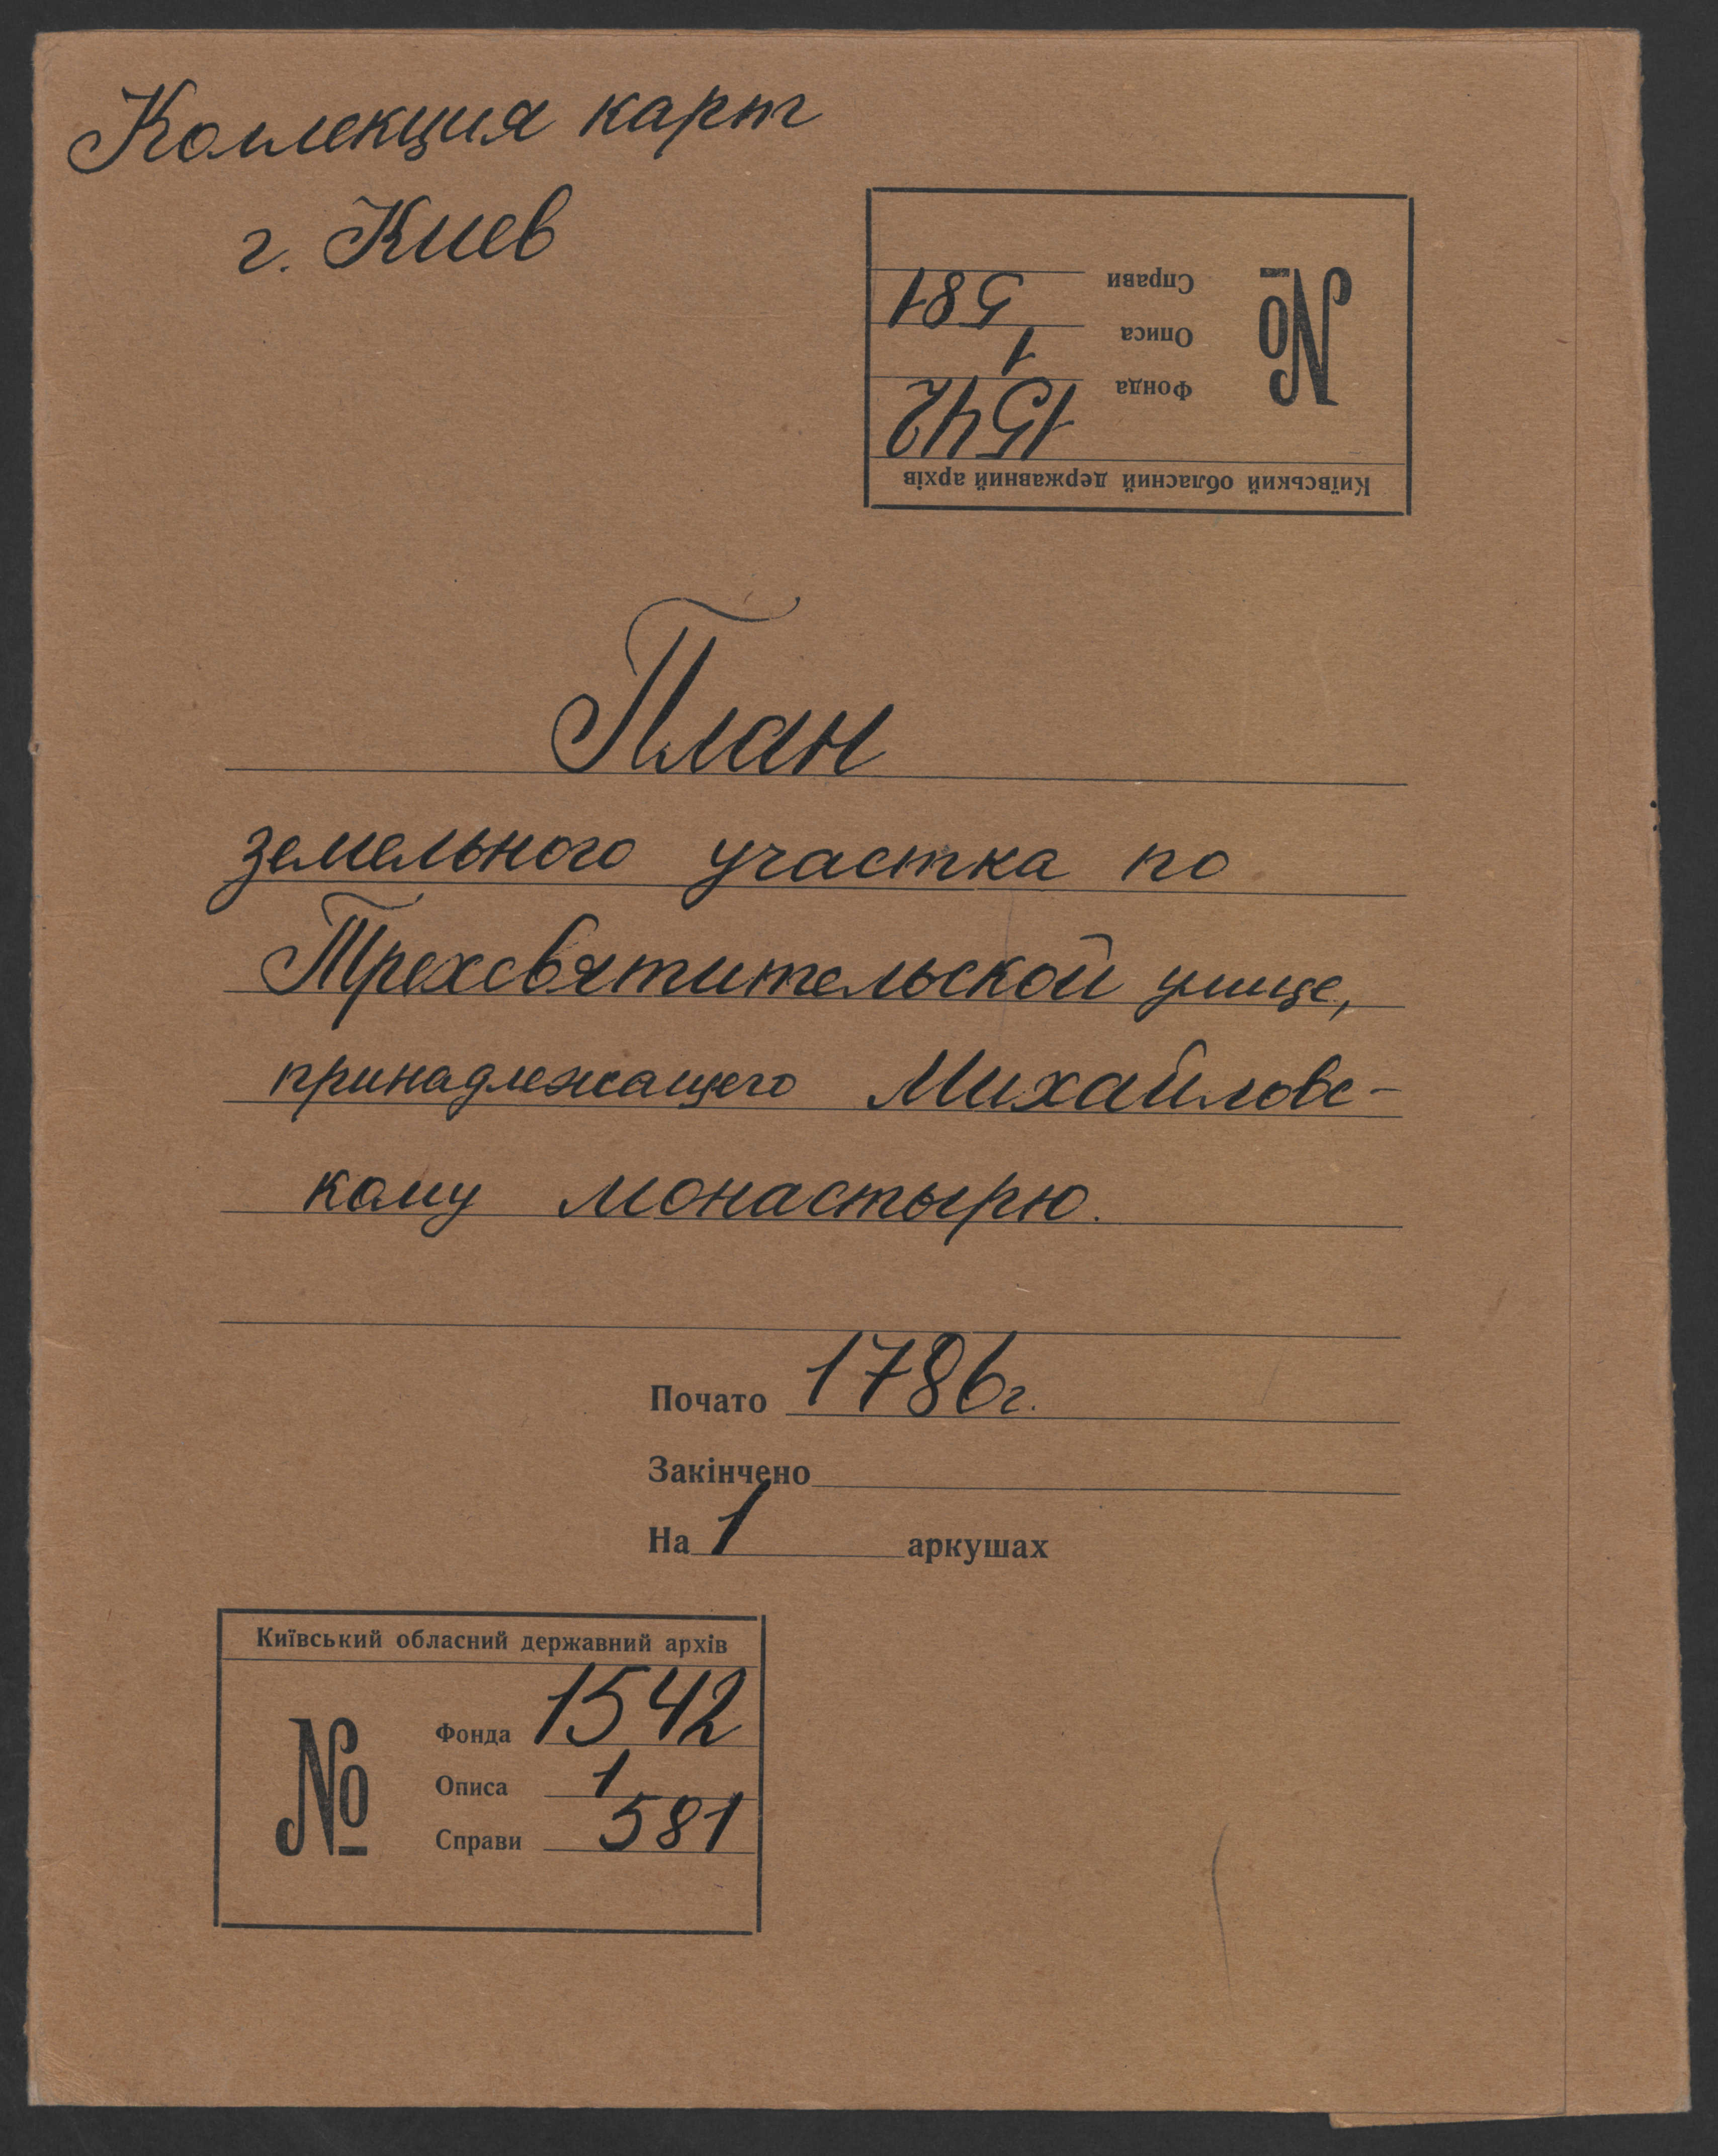 Коллекция карт
г. Киев
№
Справи 581
Описа 1
Фонда 1542
Київський обласний державний архів
План
земельного участка по
Трехсвятительской улице,
принадлежащего Михайловс-
кому монастырю.
Почато 1786г.
Закінчено
На 1 аркушах
Київський обласний державний архів
№
Фонда 1542
Описа 1
Справи 581